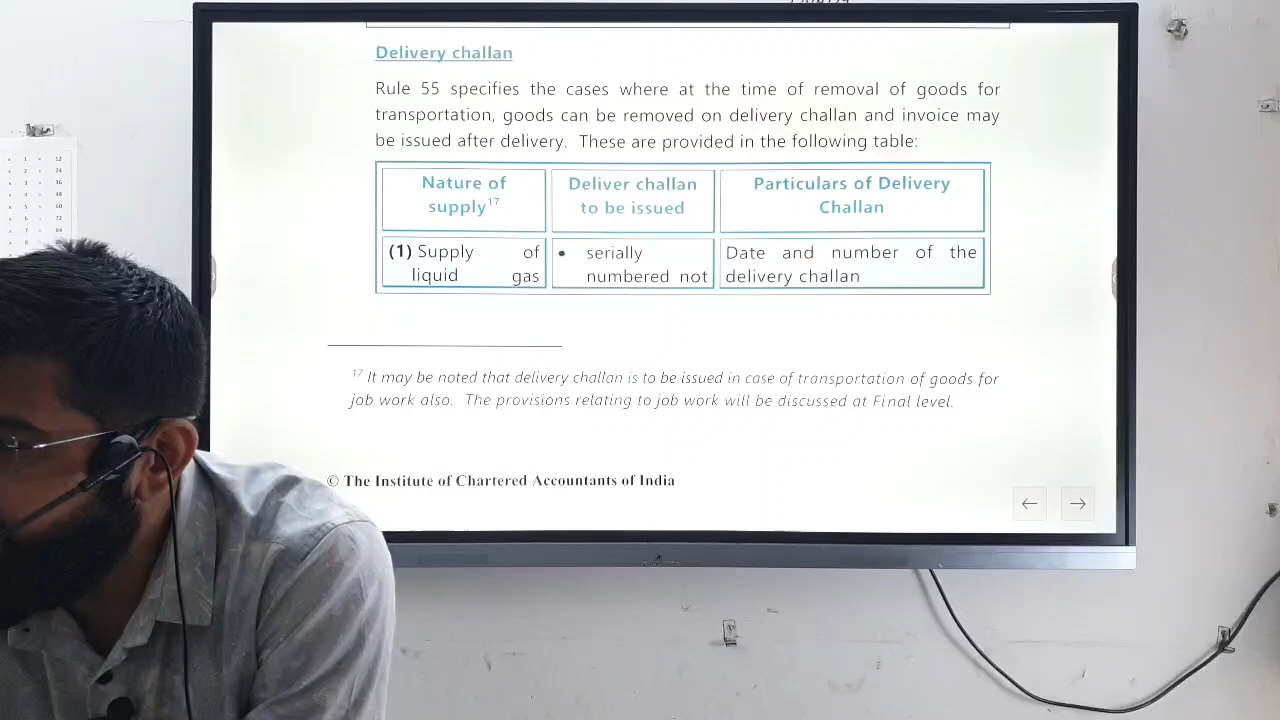 Delivery challan
Rule 55 specifies the cases where at the time of removal of goods for
transportation, goods can be removed on delivery challan and invoice may
be issued after delivery. These are provided in the following table:
Nature of
supply17
Deliver challan
to be issued
Particulars of Delivery
Challan
(1) Supply of
liquid gas
• serially
numbered not
Date and number of the
delivery challan
17 It may be noted that delivery challan is to be issued in case of transportation of goods for
job work also. The provisions relating to job work will be discussed at Final level.
© The Institute of Chartered Accountants of India